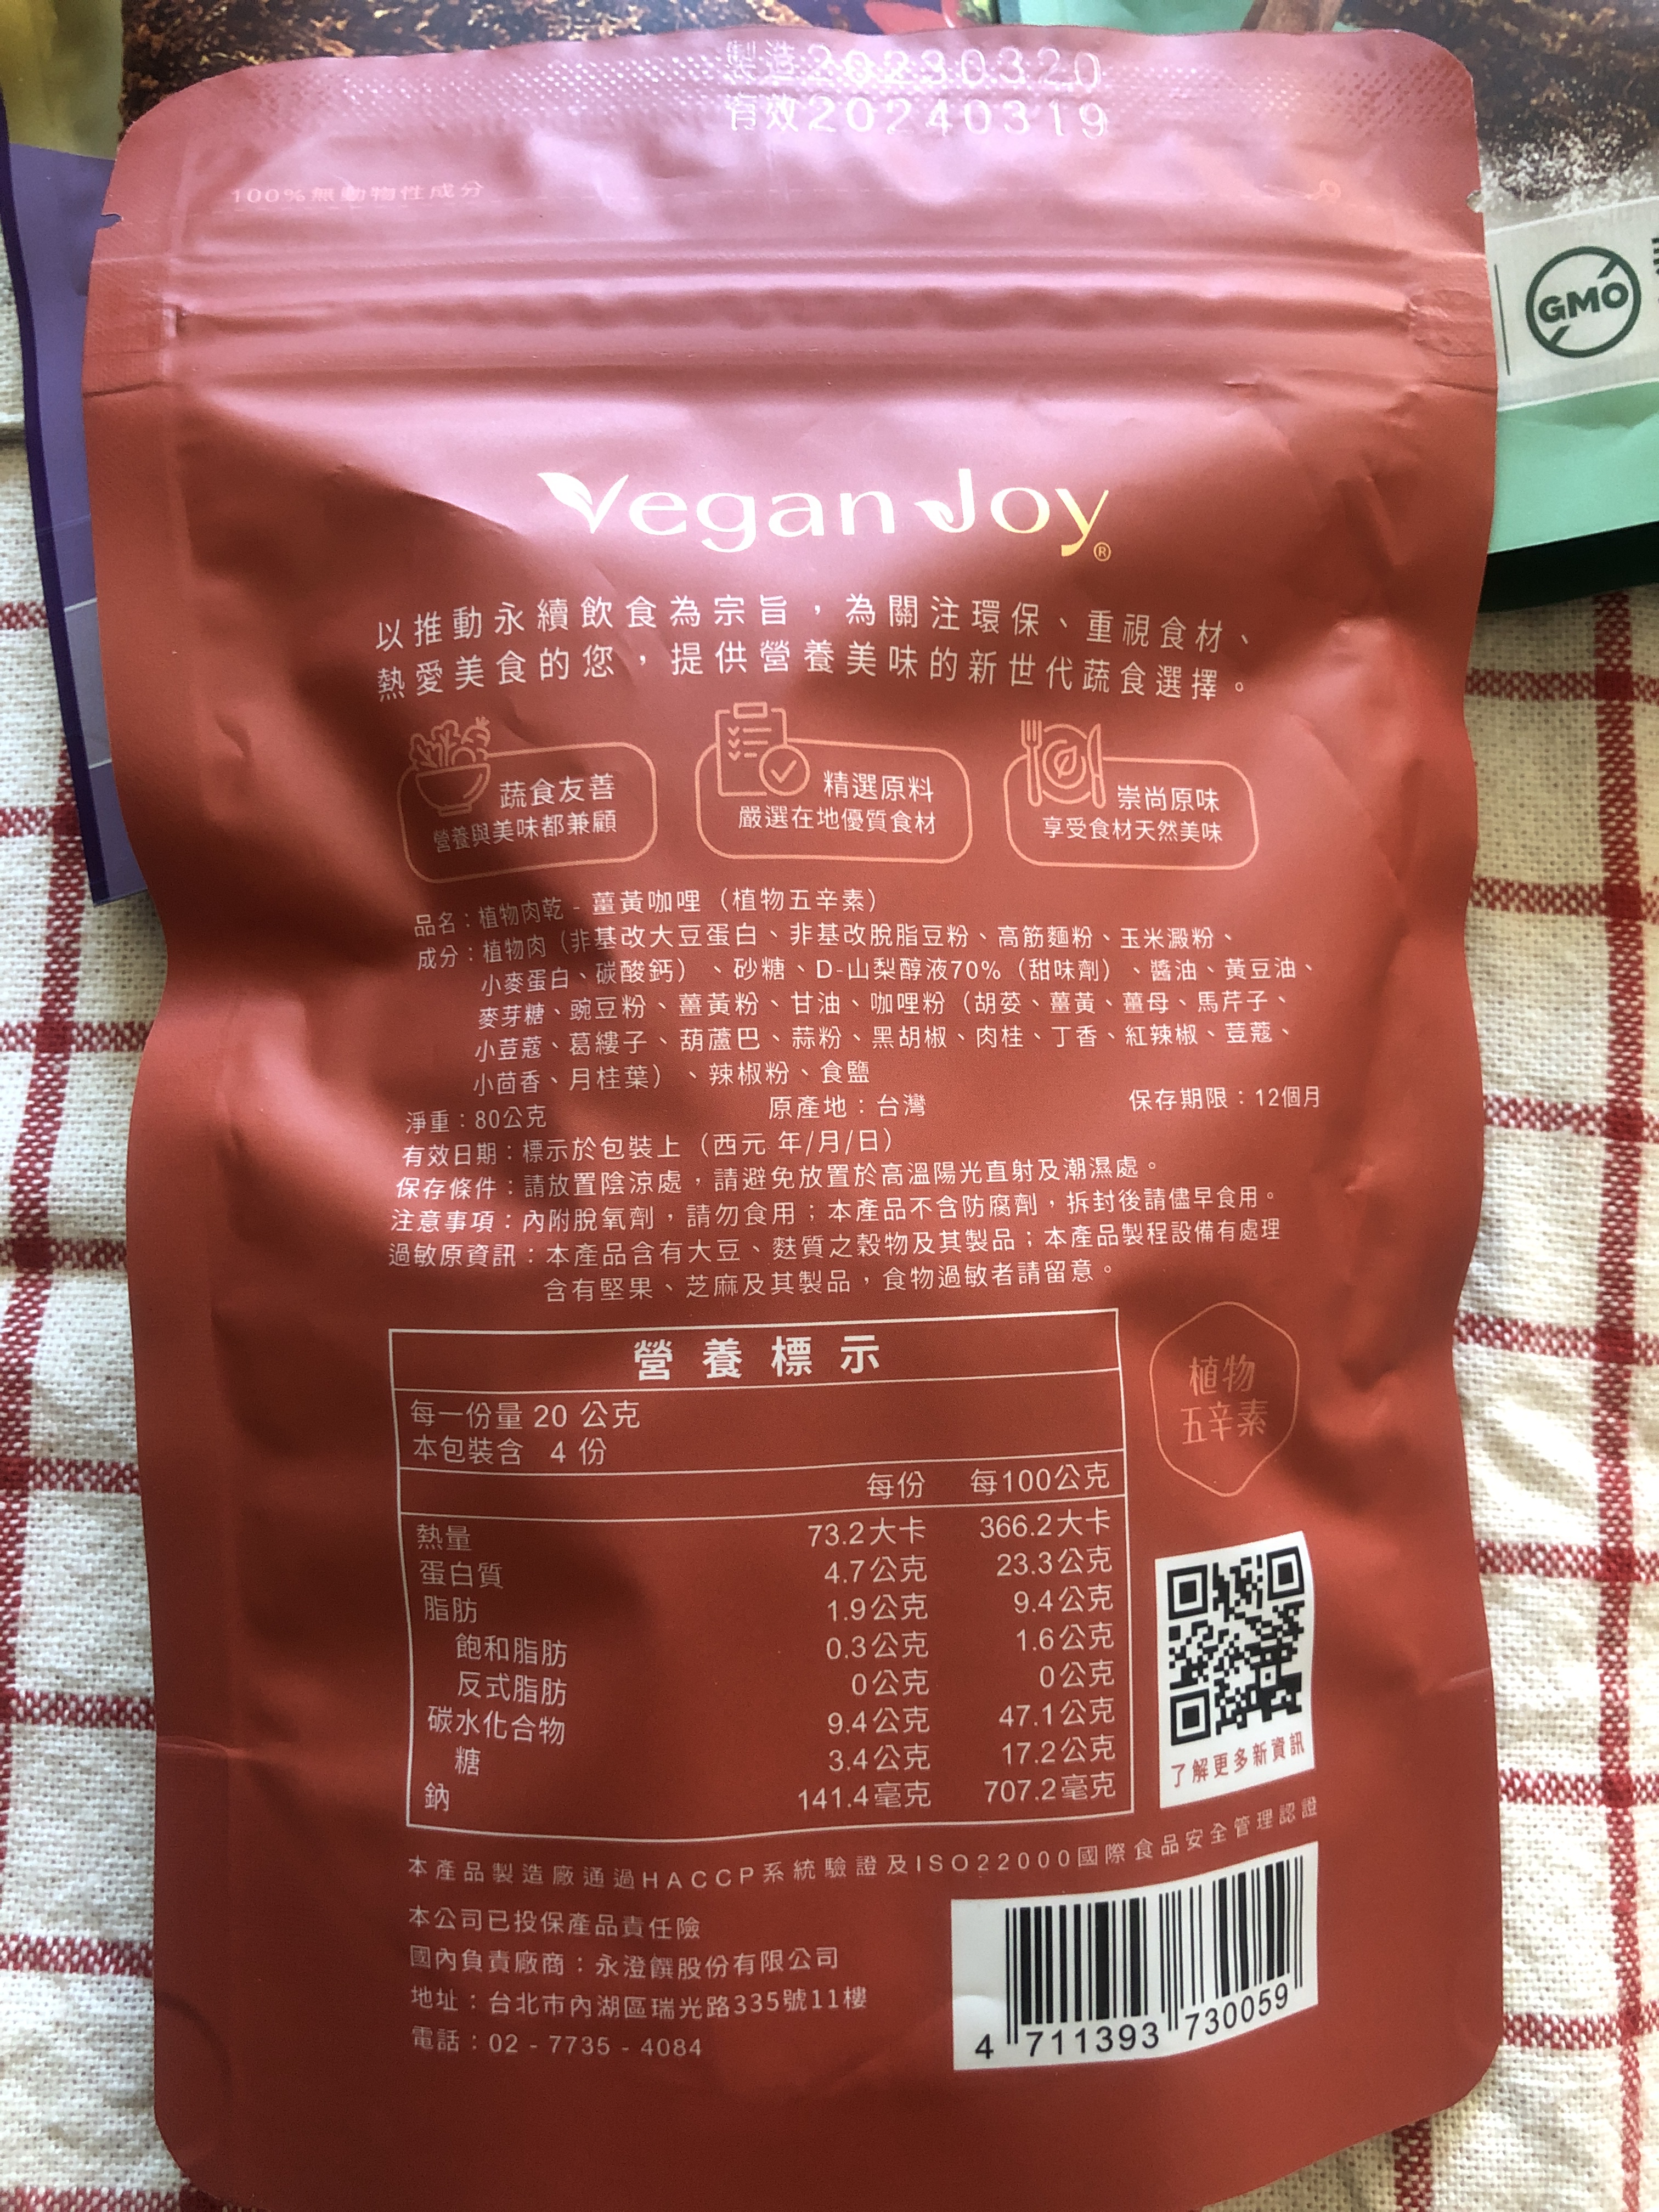 製造20230320
有效20240319
100%無動物性成分
GMO
Vegan Joy®
以推動永續飲食為宗旨，為關注環保、重視食材、
熱愛美食的您，提供營養美味的新世代蔬食選擇。
蔬食友善
營養與美味都兼顧
精選原料
嚴選在地優質食材
崇尚原味
享受食材天然美味
品名：植物肉乾 - 薑黃咖哩（植物五辛素）
成分：植物肉（非基改大豆蛋白、非基改脫脂豆粉、高筋麵粉、玉米澱粉、
小麥蛋白、碳酸鈣）、砂糖、D-山梨醇液70%（甜味劑）、醬油、黃豆油、
麥芽糖、豌豆粉、薑黃粉、甘油、咖哩粉（胡荽、薑黃、薑母、馬芹子、
小荳蔻、葛縷子、葫蘆巴、蒜粉、黑胡椒、肉桂、丁香、紅辣椒、荳蔻、
小茴香、月桂葉）、辣椒粉、食鹽
淨重：80公克 原產地：台灣 保存期限：12個月
有效日期：標示於包裝上（西元 年/月/日）
保存條件：請放置陰涼處，請避免放置於高溫陽光直射及潮濕處。
注意事項：內附脫氧劑，請勿食用；本產品不含防腐劑，拆封後請儘早食用。
過敏原資訊：本產品含有大豆、麩質之穀物及其製品；本產品製程設備有處理
含有堅果、芝麻及其製品，食物過敏者請留意。
營養標示
每一份量 20 公克
本包裝含 4 份
每份 每100公克
熱量 73.2大卡 366.2大卡
蛋白質 4.7公克 23.3公克
脂肪 1.9公克 9.4公克
飽和脂肪 0.3公克 1.6公克
反式脂肪 0公克 0公克
碳水化合物 9.4公克 47.1公克
糖 3.4公克 17.2公克
鈉 141.4毫克 707.2毫克
植物
五辛素
了解更多新資訊
本產品製造廠通過HACCP系統驗證及ISO22000國際食品安全管理認證
本公司已投保產品責任險
國內負責廠商：永澄饌股份有限公司
地址：台北市內湖區瑞光路335號11樓
電話：02 - 7735 - 4084
4 711393 730059